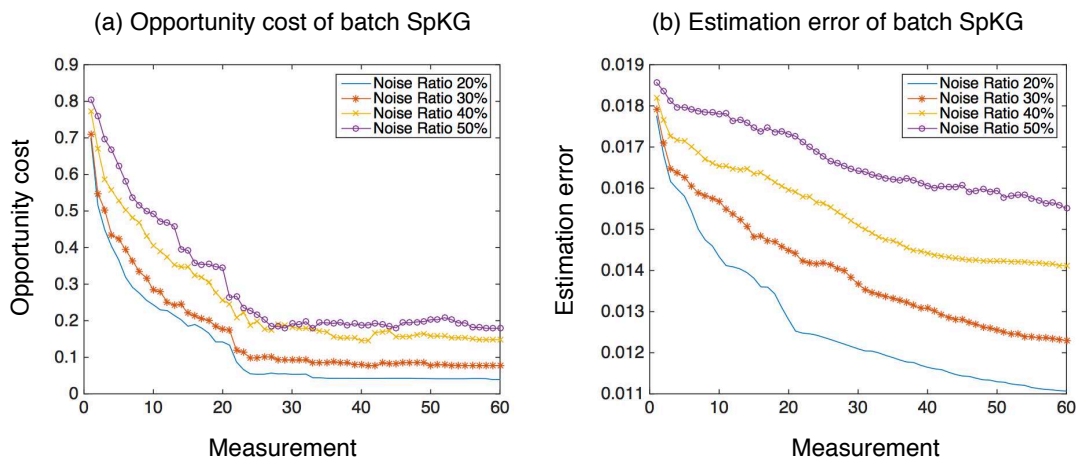 (a) Opportunity cost of batch SpKG
0.9
0.8
0.7
0.6
0.5
0.4
0.3
0.2
0.1
0
Opportunity cost
0 10 20 30 40 50 60
Measurement
Noise Ratio 20%
Noise Ratio 30%
Noise Ratio 40%
Noise Ratio 50%
(b) Estimation error of batch SpKG
0.019
0.018
0.017
0.016
0.015
0.014
0.013
0.012
0.011
Estimation error
0 10 20 30 40 50 60
Measurement
Noise Ratio 20%
Noise Ratio 30%
Noise Ratio 40%
Noise Ratio 50%